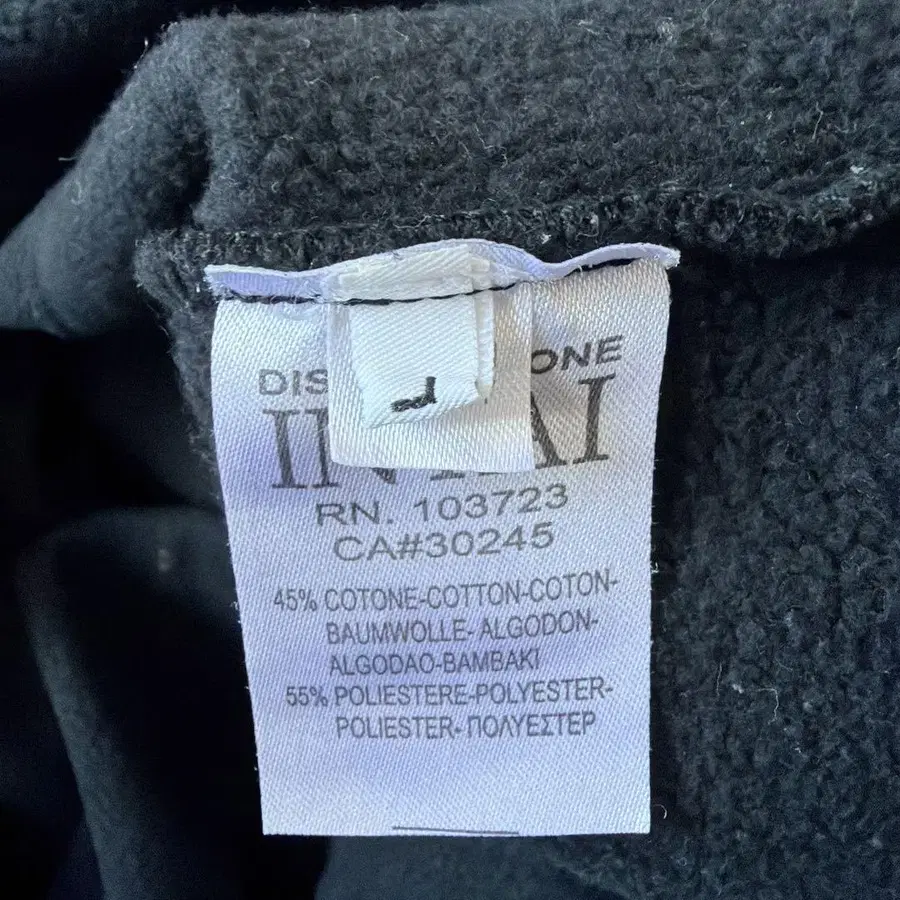 L
RN. 103723
CA#30245
45% COTONE-COTTON-COTON-
BAUMWOLLE- ALGODON-
ALGODAO-BAMBAKI
55% POLIESTERE-POLYESTER-
POLIESTER- ΠΟΛΥΕΣΤΕΡ